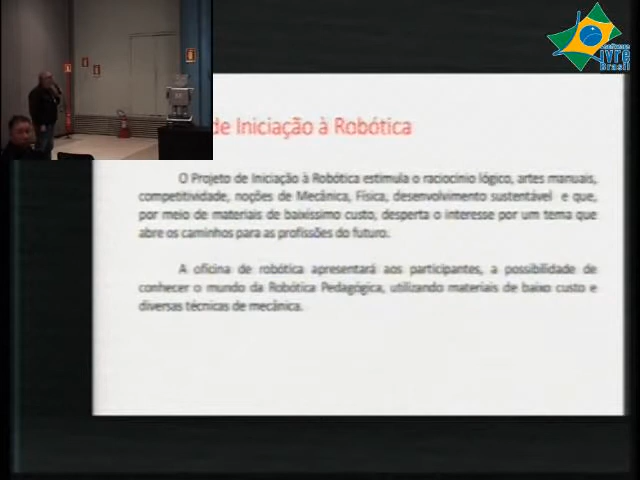 de Iniciação à Robótica
O Projeto de Iniciação à Robótica estimula o raciocínio lógico, artes manuais,
competitividade, noções de Mecânica, Física, desenvolvimento sustentável e que,
por meio de materiais de baixíssimo custo, desperta o interesse por um tema que
abre os caminhos para as profissões do futuro.
A oficina de robótica apresentará aos participantes, a possibilidade de
conhecer o mundo da Robótica Pedagógica, utilizando materiais de baixo custo e
diversas técnicas de mecânica.
livre
Brasil